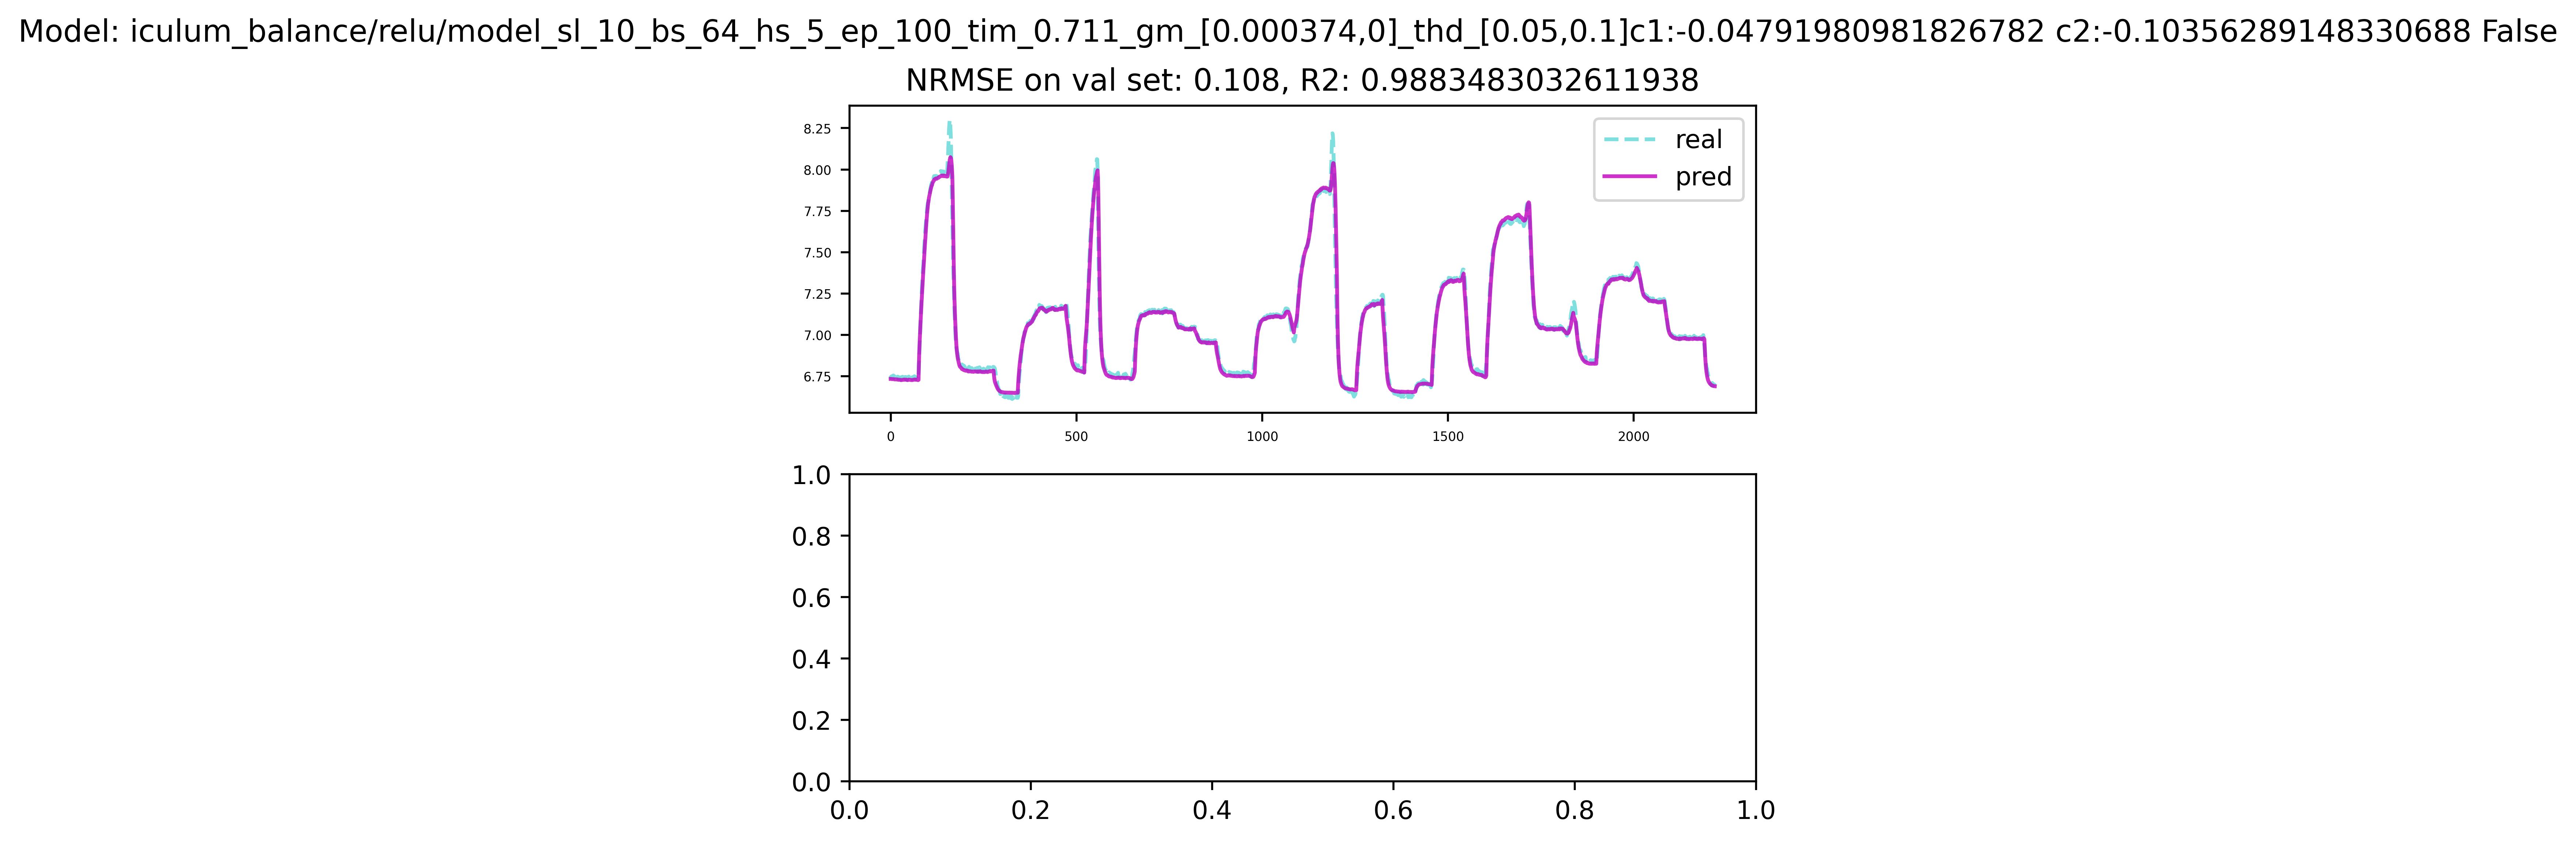 Model: iculum_balance/relu/model_sl_10_bs_64_hs_5_ep_100_tim_0.711_gm_[0.000374,0]_thd_[0.05,0.1]c1:-0.04791980981826782 c2:-0.10356289148330688 False
NRMSE on val set: 0.108, R2: 0.9883483032611938
real
pred
8.25
8.00
7.75
7.50
7.25
7.00
6.75
0 500 1000 1500 2000
1.0
0.8
0.6
0.4
0.2
0.0
0.0 0.2 0.4 0.6 0.8 1.0